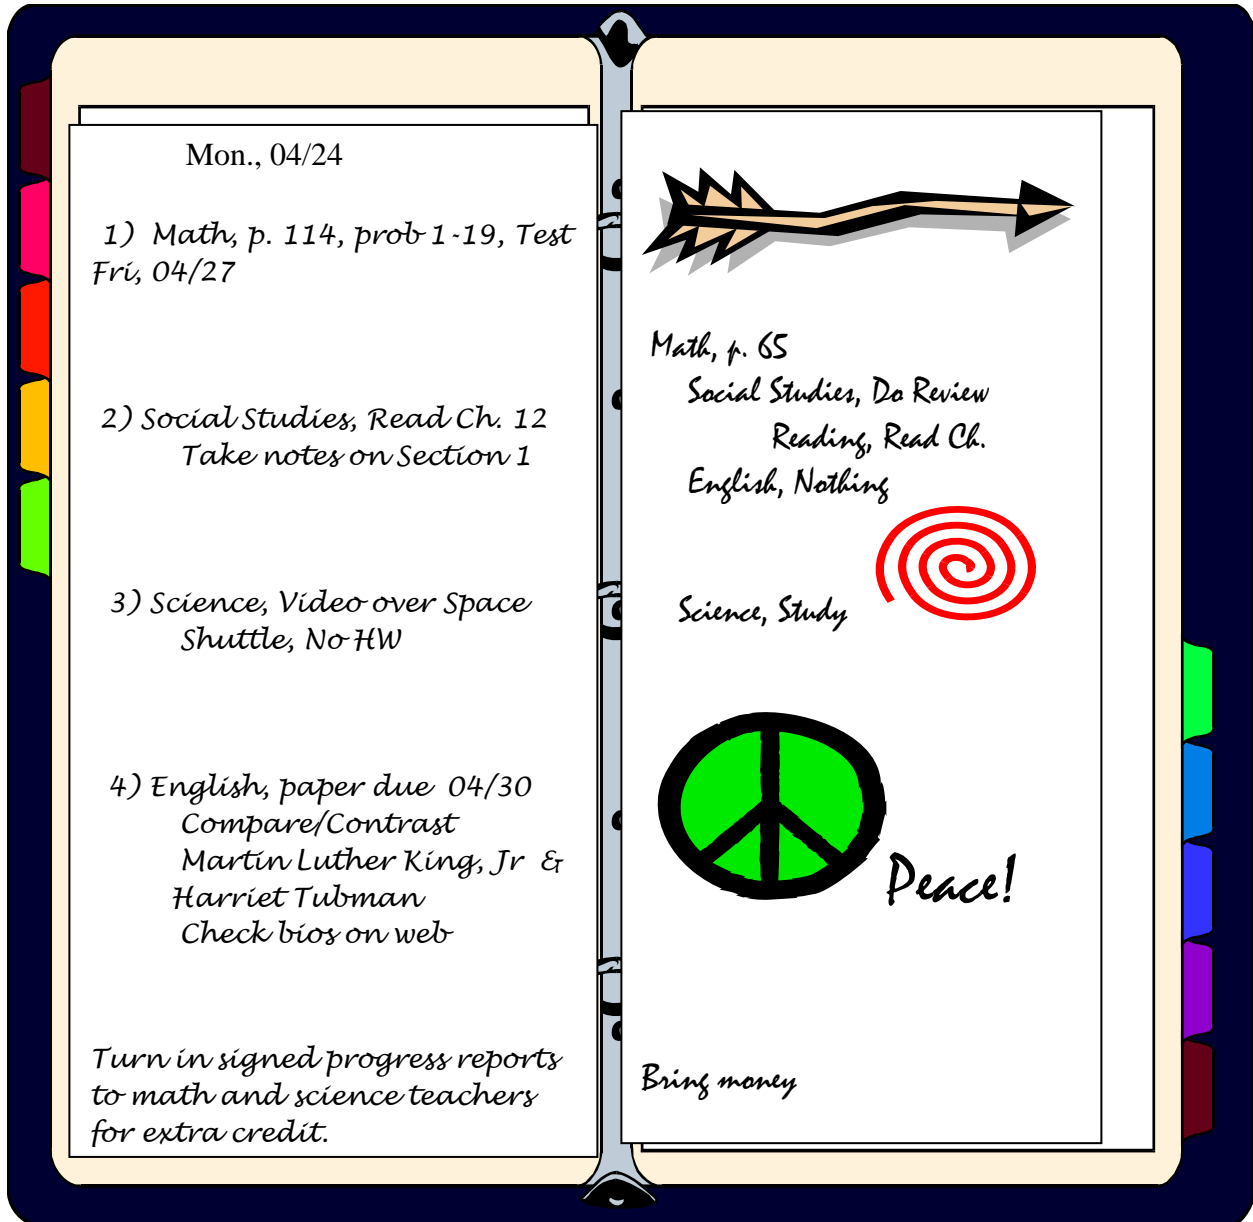 Mon., 04/24
1) Math, p. 114, prob 1-19, Test
Fri, 04/27
2) Social Studies, Read Ch. 12
Take notes on Section 1
3) Science, Video over Space
Shuttle, No HW
4) English, paper due 04/30
Compare/Contrast
Martin Luther King, Jr &
Harriet Tubman
Check bios on web
Turn in signed progress reports
to math and science teachers
for extra credit.
Math, p. 65
Social Studies, Do Review
Reading, Read Ch.
English, Nothing
Science, Study
Peace!
Bring money